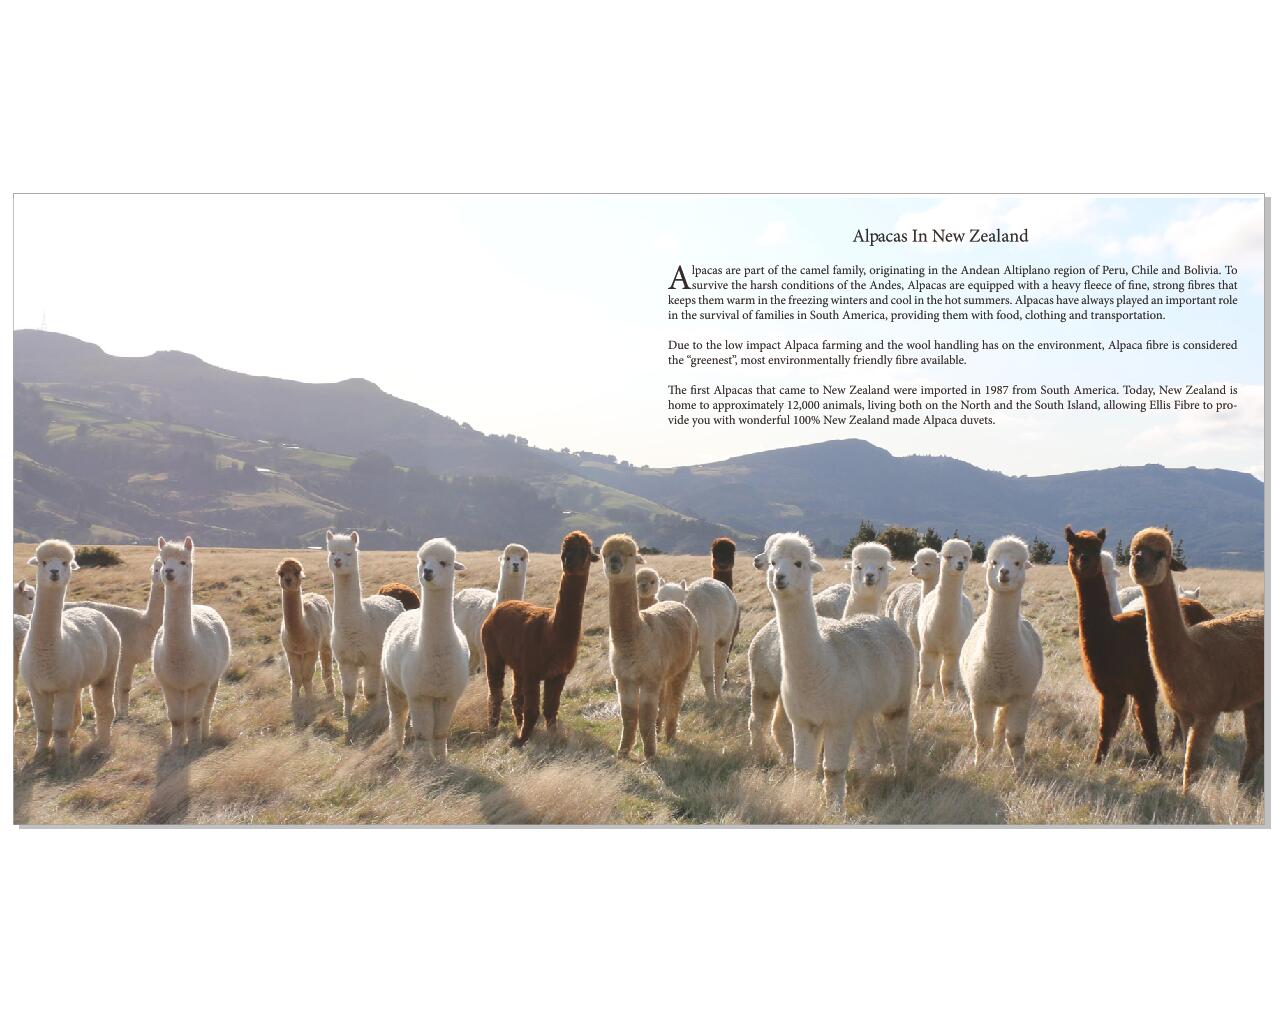 Alpacas In New Zealand
Alpacas are part of the camel family, originating in the Andean Altiplano region of Peru, Chile and Bolivia. To
survive the harsh conditions of the Andes, Alpacas are equipped with a heavy fleece of fine, strong fibres that
keeps them warm in the freezing winters and cool in the hot summers. Alpacas have always played an important role
in the survival of families in South America, providing them with food, clothing and transportation.
Due to the low impact Alpaca farming and the wool handling has on the environment, Alpaca fibre is considered
the “greenest”, most environmentally friendly fibre available.
The first Alpacas that came to New Zealand were imported in 1987 from South America. Today, New Zealand is
home to approximately 12,000 animals, living both on the North and the South Island, allowing Ellis Fibre to pro-
vide you with wonderful 100% New Zealand made Alpaca duvets.